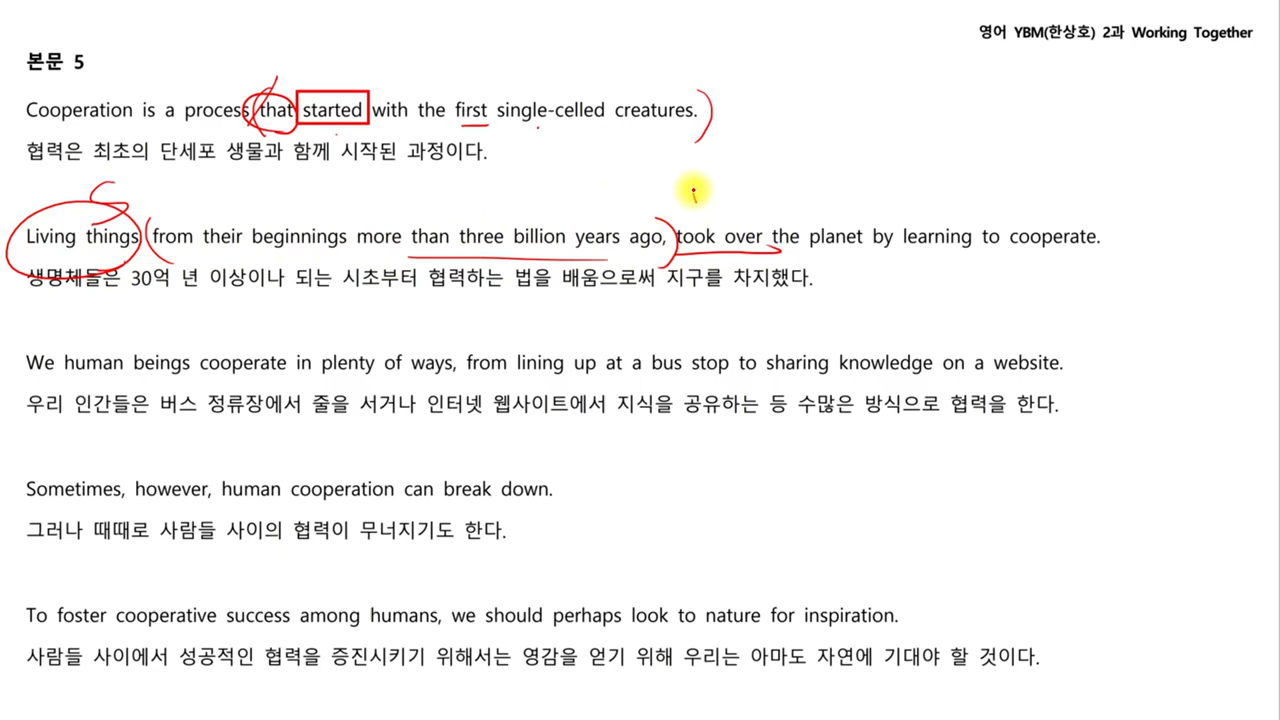 영어 YBM(한상호) 2과 Working Together
본문 5
Cooperation is a process that started with the first single-celled creatures.
협력은 최초의 단세포 생물과 함께 시작된 과정이다.
Living things from their beginnings more than three billion years ago, took over the planet by learning to cooperate.
생명체들은 30억 년 이상이나 되는 시초부터 협력하는 법을 배움으로써 지구를 차지했다.
We human beings cooperate in plenty of ways, from lining up at a bus stop to sharing knowledge on a website.
우리 인간들은 버스 정류장에서 줄을 서거나 인터넷 웹사이트에서 지식을 공유하는 등 수많은 방식으로 협력을 한다.
Sometimes, however, human cooperation can break down.
그러나 때때로 사람들 사이의 협력이 무너지기도 한다.
To foster cooperative success among humans, we should perhaps look to nature for inspiration.
사람들 사이에서 성공적인 협력을 증진시키기 위해서는 영감을 얻기 위해 우리는 아마도 자연에 기대야 할 것이다.